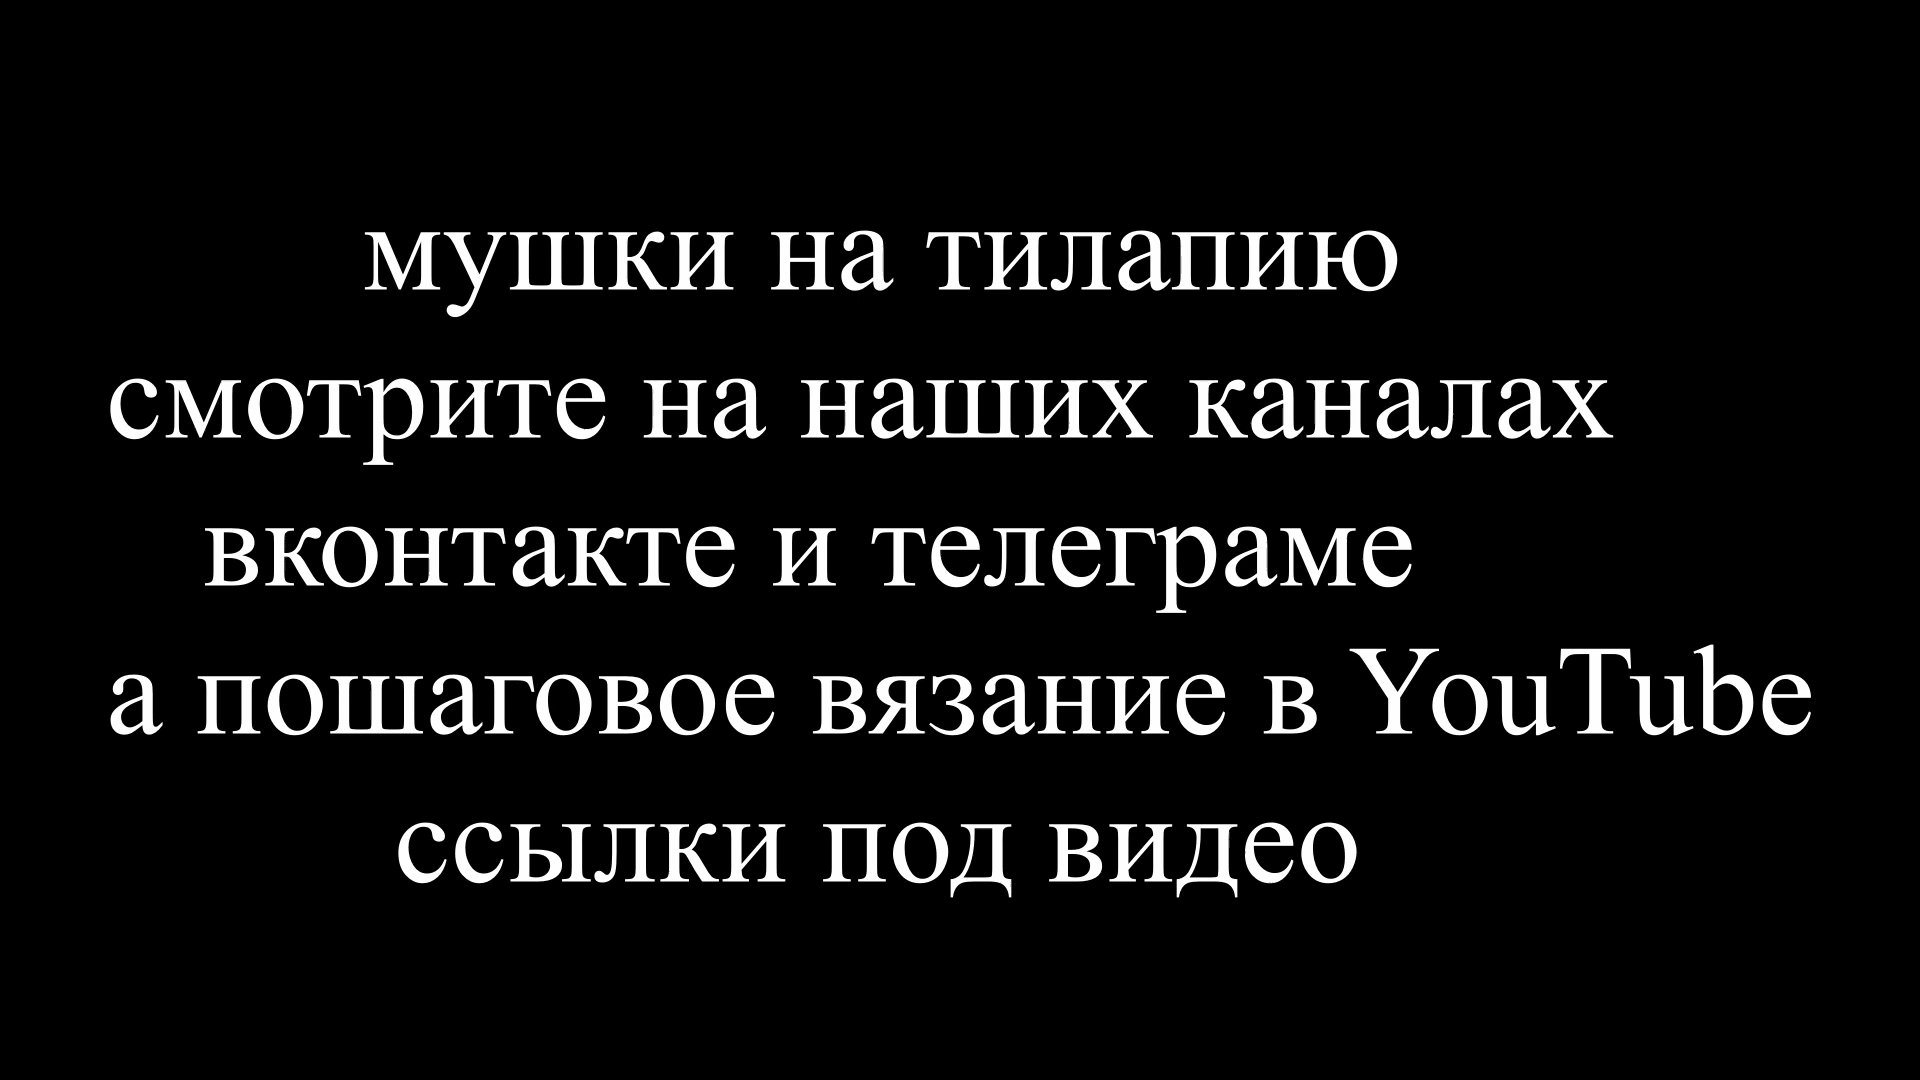 мушки на тилапию
смотрите на наших каналах
вконтакте и телеграме
а пошаговое вязание в YouTube
ссылки под видео